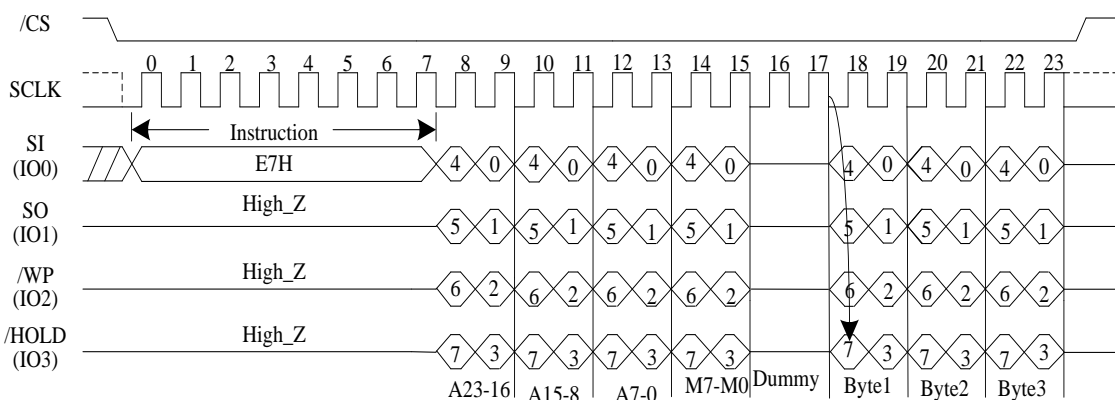 /CS
0 1 2 3 4 5 6 7 8 9 10 11 12 13 14 15 16 17 18 19 20 21 22 23
SCLK
Instruction
SI
(IO0)
E7H
4 0 4 0 4 0 4 0 4 0 4 0 4 0
SO
(IO1)
High_Z
5 1 5 1 5 1 5 1 5 1 5 1 5 1
/WP
(IO2)
High_Z
6 2 6 2 6 2 6 2 6 2 6 2 6 2
/HOLD
(IO3)
High_Z
7 3 7 3 7 3 7 3 7 3 7 3 7 3
A23-16 A15-8 A7-0 M7-M0 Dummy Byte1 Byte2 Byte3